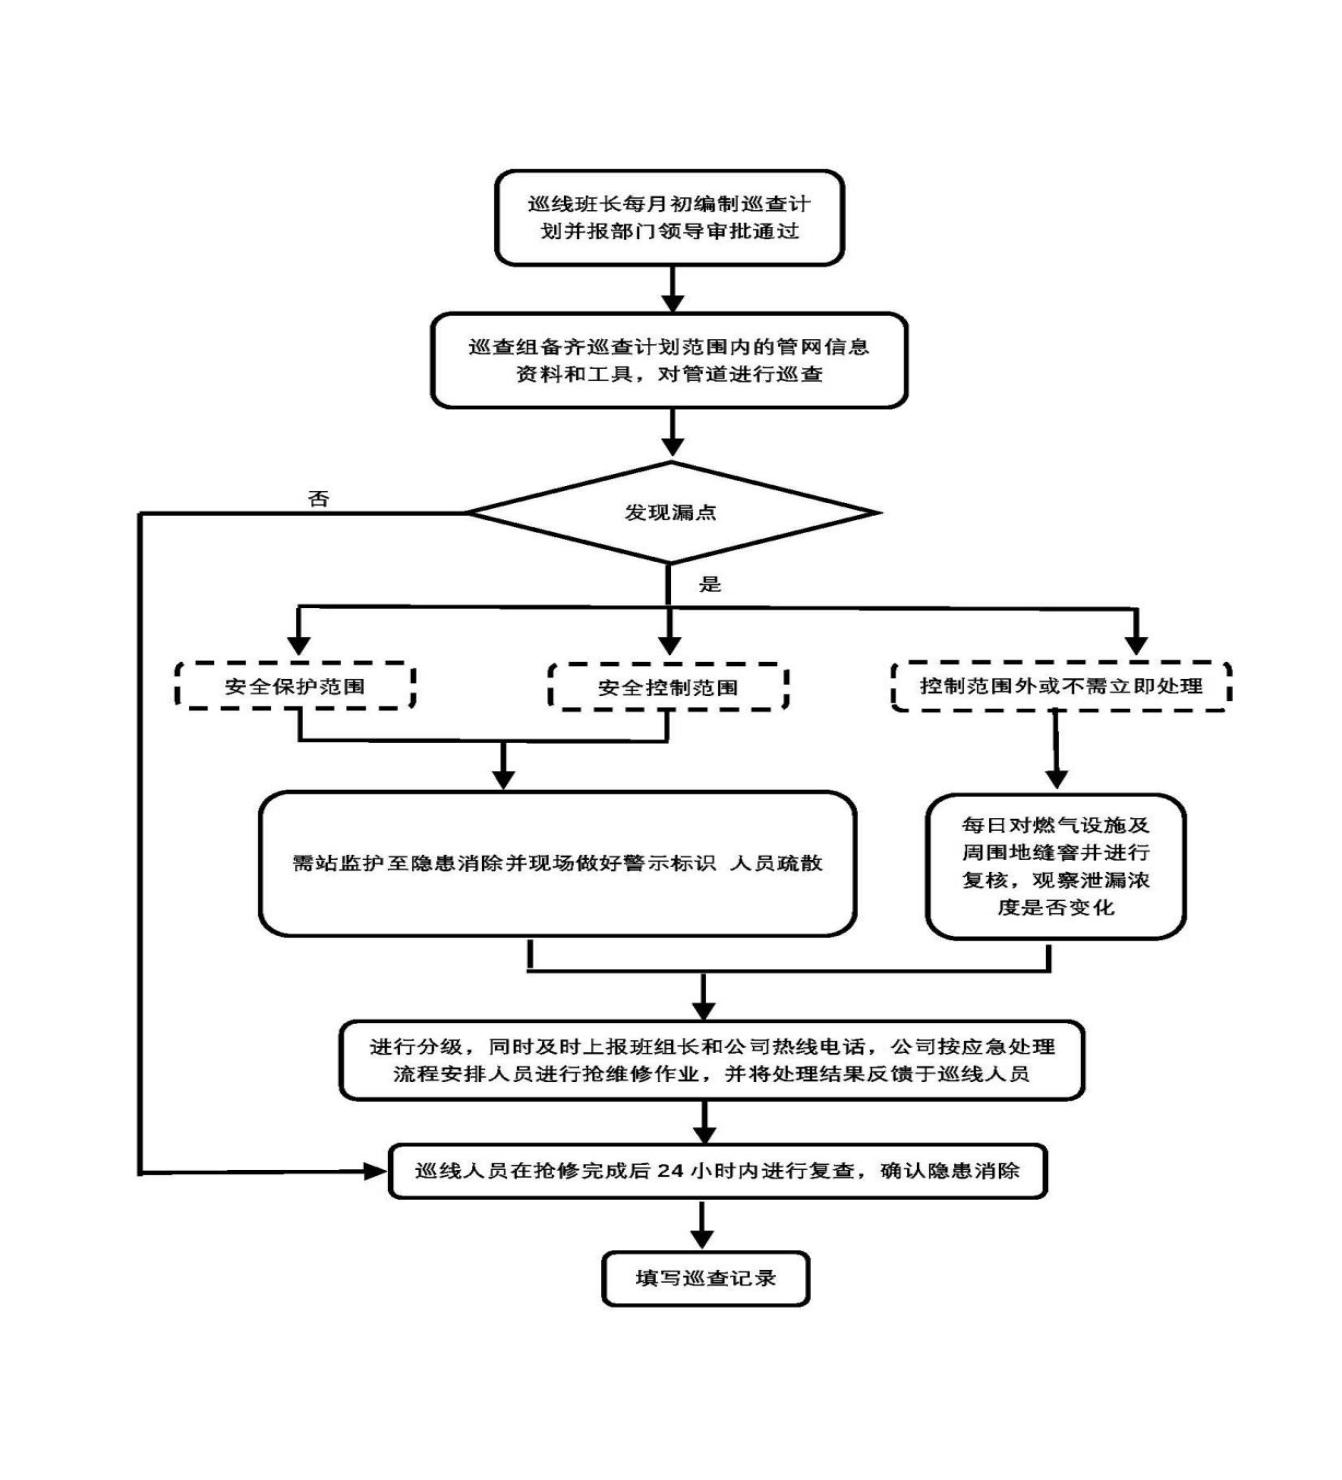 巡线班长每月初编制巡查计
划并报部门领导审批通过
巡查组备齐巡查计划范围内的管网信息
资料和工具，对管道进行巡查
否
发现漏点
是
安全保护范围
安全控制范围
控制范围外或不需立即处理
需站监护至隐患消除并现场做好警示标识 人员疏散
每日对燃气设施及
周围地缝窨井进行
复核，观察泄漏浓
度是否变化
进行分级，同时及时上报班组长和公司热线电话，公司按应急处理
流程安排人员进行抢维修作业，并将处理结果反馈于巡线人员
巡线人员在抢修完成后 24 小时内进行复查，确认隐患消除
填写巡查记录